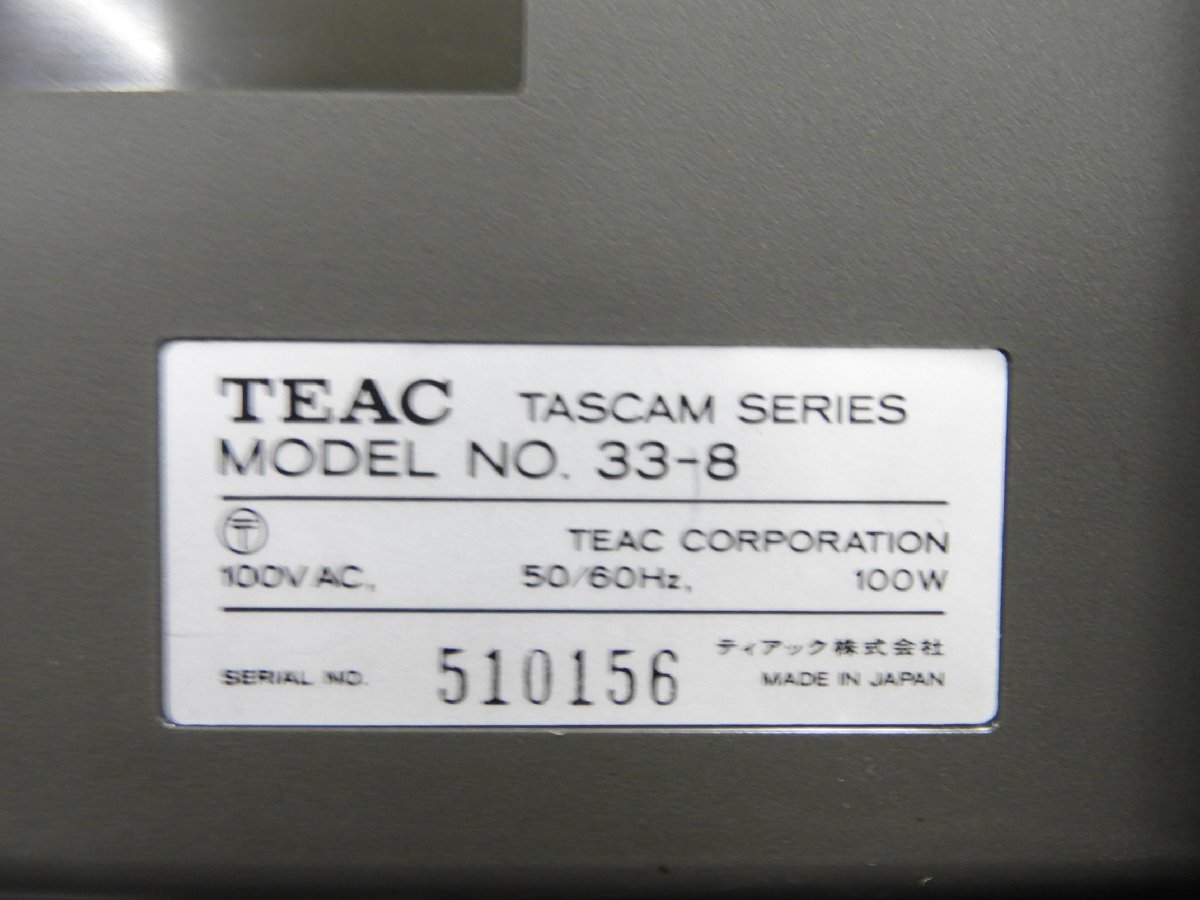 TEAC TASCAM SERIES
MODEL NO. 33-8
〒 TEAC CORPORATION
100V AC, 50/60Hz, 100W
ティアック株式会社
SERIAL NO. 510156 MADE IN JAPAN